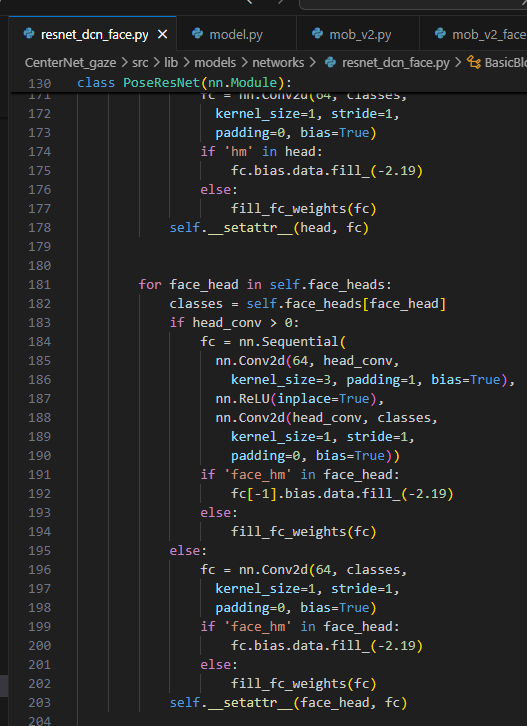 resnet_dcn_face.py × model.py mob_v2.py mob_v2_face
CenterNet_gaze > src > lib > models > networks > resnet_dcn_face.py > BasicBlo
130 class PoseResNet(nn.Module):
171 fc = nn.Conv2d(64, classes,
172 kernel_size=1, stride=1,
173 padding=0, bias=True)
174 if 'hm' in head:
175 fc.bias.data.fill_(-2.19)
176 else:
177 fill_fc_weights(fc)
178 self.__setattr__(head, fc)
179
180
181 for face_head in self.face_heads:
182 classes = self.face_heads[face_head]
183 if head_conv > 0:
184 fc = nn.Sequential(
185 nn.Conv2d(64, head_conv,
186 kernel_size=3, padding=1, bias=True),
187 nn.ReLU(inplace=True),
188 nn.Conv2d(head_conv, classes,
189 kernel_size=1, stride=1,
190 padding=0, bias=True))
191 if 'face_hm' in face_head:
192 fc[-1].bias.data.fill_(-2.19)
193 else:
194 fill_fc_weights(fc)
195 else:
196 fc = nn.Conv2d(64, classes,
197 kernel_size=1, stride=1,
198 padding=0, bias=True)
199 if 'face_hm' in face_head:
200 fc.bias.data.fill_(-2.19)
201 else:
202 fill_fc_weights(fc)
203 self.__setattr__(face_head, fc)
204